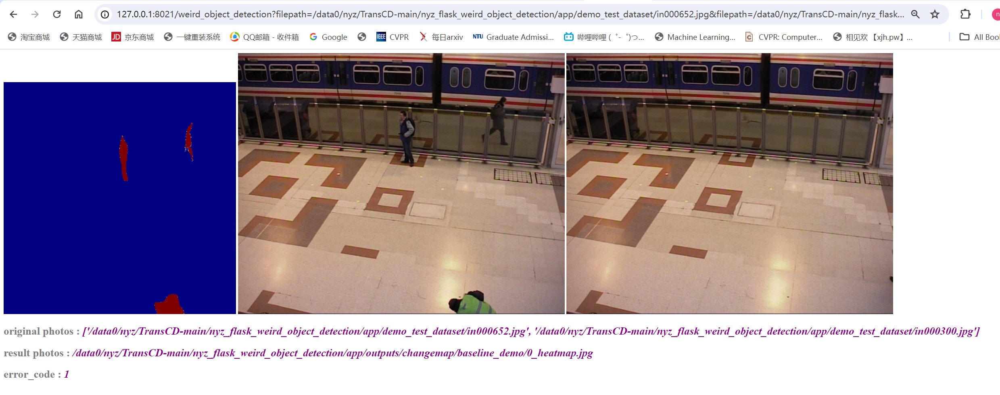 127.0.0.1:8021/weird_object_detection?filepath=/data0/nyz/TransCD-main/nyz_flask_weird_object_detection/app/demo_test_dataset/in000652.jpg&filepath=/data0/nyz/TransCD-main/nyz_flask...
n
淘宝商城 天猫商城 JD 京东商城 一键重装系统 QQ邮箱 - 收件箱 G Google IEEE CVPR 每日arxiv NTU Graduate Admissi... 哔哩哔哩 ( ゜- ゜)つ... Machine Learning... C CVPR: Computer... 相见欢 【xjh.pw】... All Boo
original photos : ['/data0/nyz/TransCD-main/nyz_flask_weird_object_detection/app/demo_test_dataset/in000652.jpg', '/data0/nyz/TransCD-main/nyz_flask_weird_object_detection/app/demo_test_dataset/in000300.jpg']
result photos : /data0/nyz/TransCD-main/nyz_flask_weird_object_detection/app/outputs/changemap/baseline_demo/0_heatmap.jpg
error_code : 1